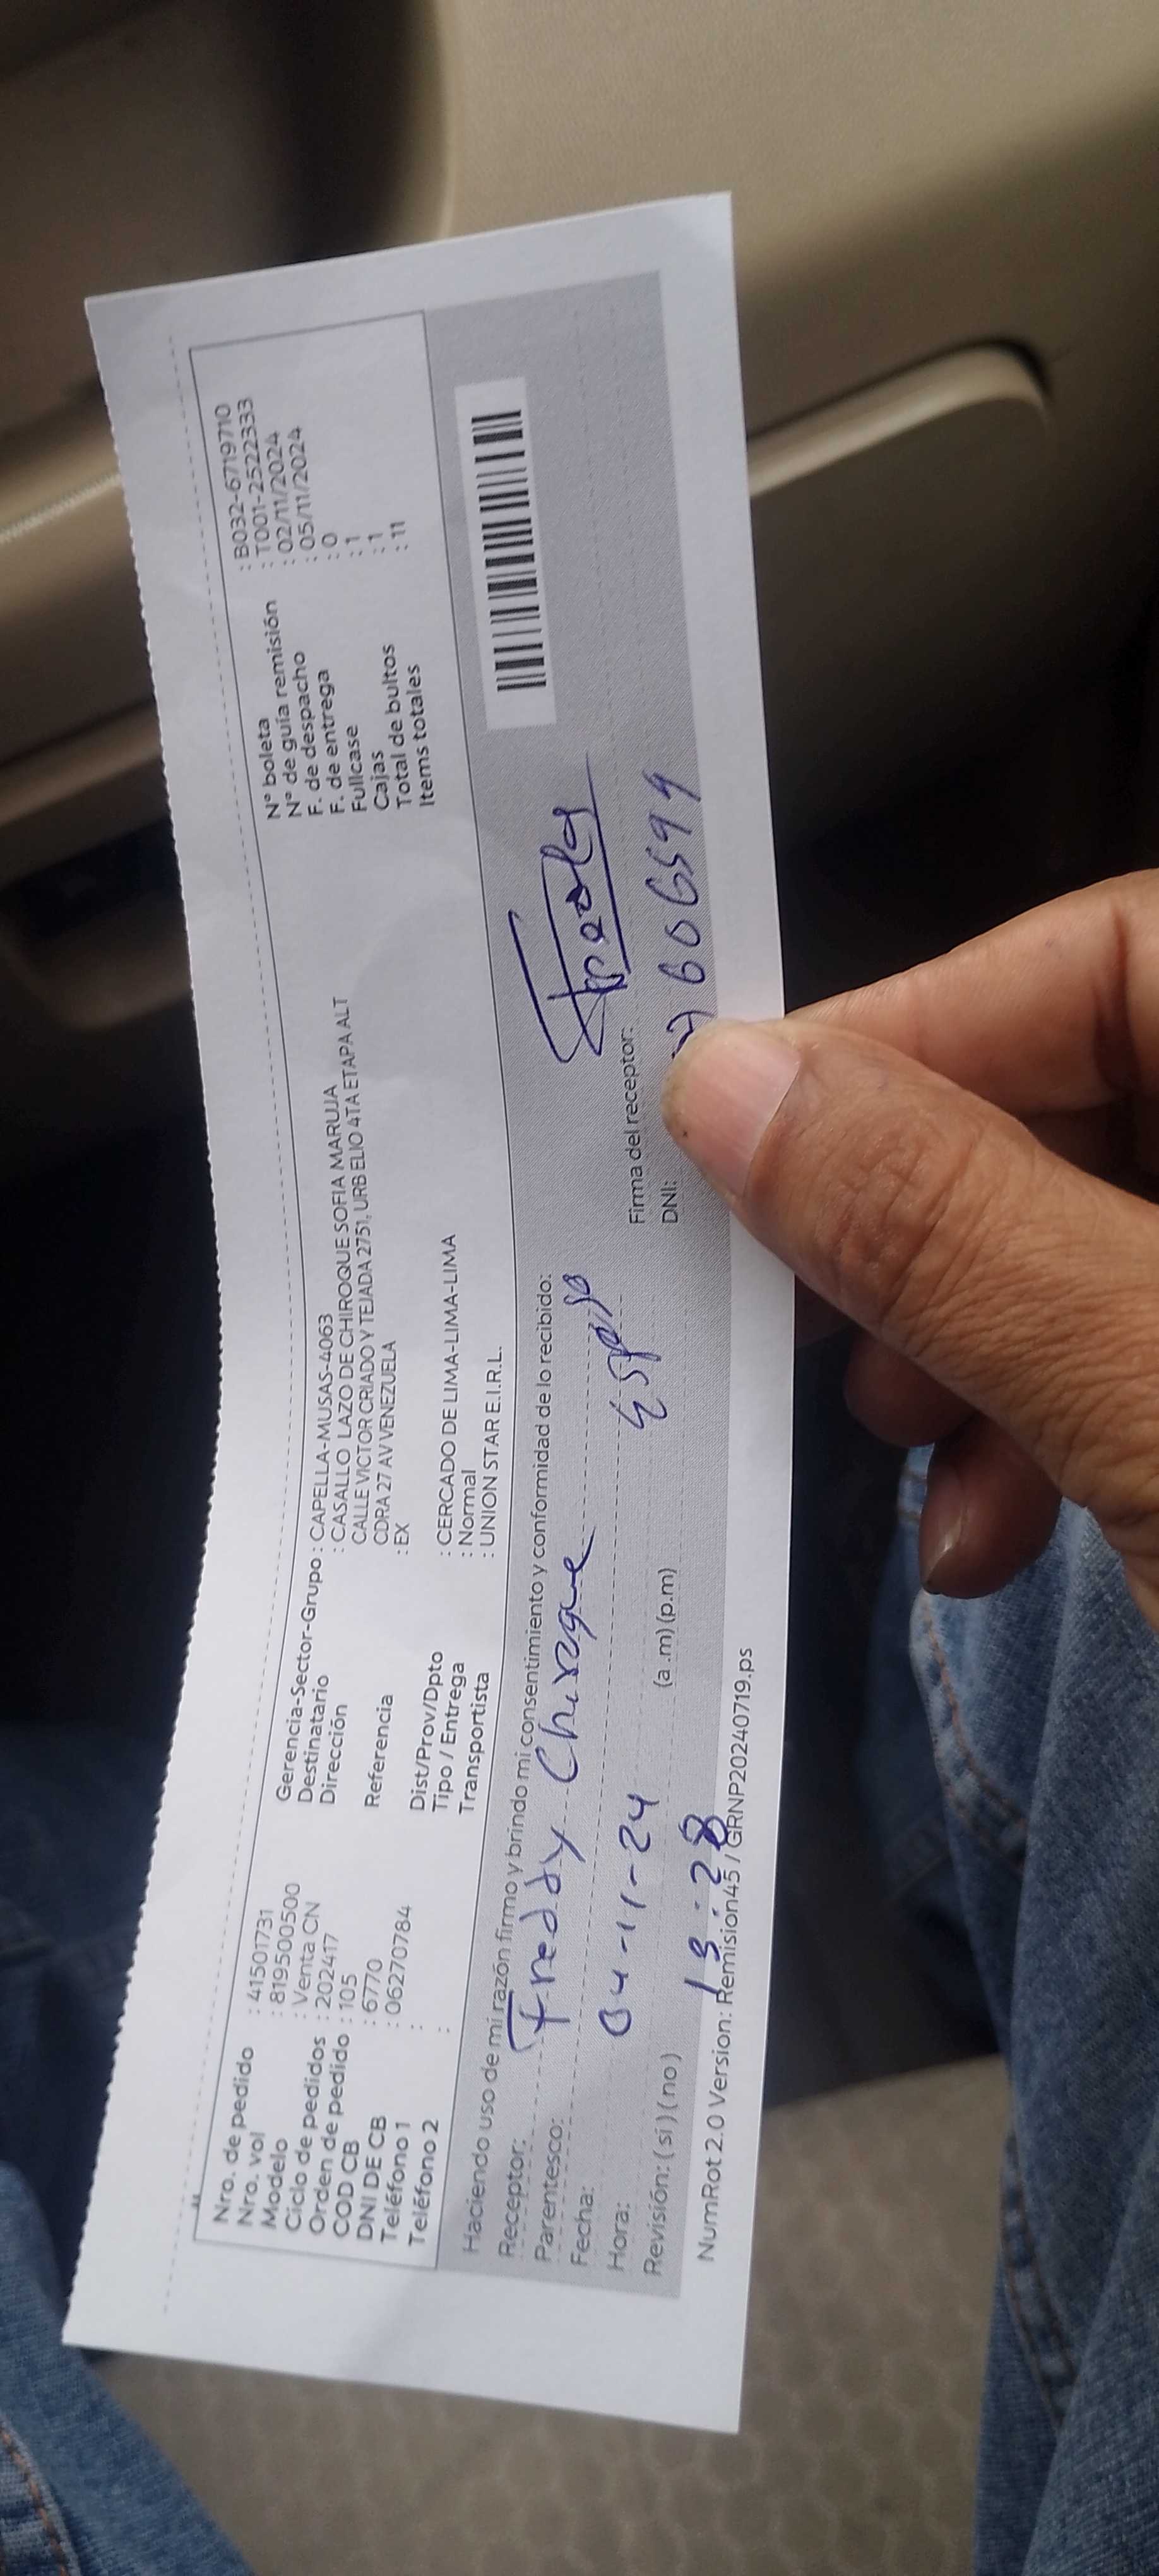 Nro. de pedido : 41501731
Nro. vol : 819500500
Modelo : Venta CN
Ciclo de pedidos : 202417
Orden de pedido : 105
COD CB : 6770
DNI DE CB : 06270784
Teléfono 1 :
Teléfono 2 :
Gerencia-Sector-Grupo : CAPELLA-MUSAS-4063
Destinatario : CASALLO LAZO DE CHIROQUE SOFIA MARUJA
Dirección CALLE VICTOR CRIADO Y TEJADA 2751, URB ELIO 4TA ETAPA ALT
CDRA 27 AV VENEZUELA
Referencia : EX
Dist/Prov/Dpto : CERCADO DE LIMA-LIMA-LIMA
Tipo / Entrega : Normal
Transportista : UNION STAR E.I.R.L.
N° boleta : B032-6719710
N° de guía remisión : T001-2522333
F. de despacho : 02/11/2024
F. de entrega : 05/11/2024
Fullcase : 0
Cajas : 1
Total de bultos : 1
Items totales : 11
Haciendo uso de mi razón firmo y brindo mi consentimiento y conformidad de lo recibido:
Receptor: Freddy Chiroque
Parentesco: Esposo
Fecha: 04-11-24
Hora: (a .m) (p.m)
Revisión: (si) (no) 13:28
Firma del receptor: Freddy
DNI: 606599
NumRot 2.0 Version: Remision45 / GRNP20240719.ps